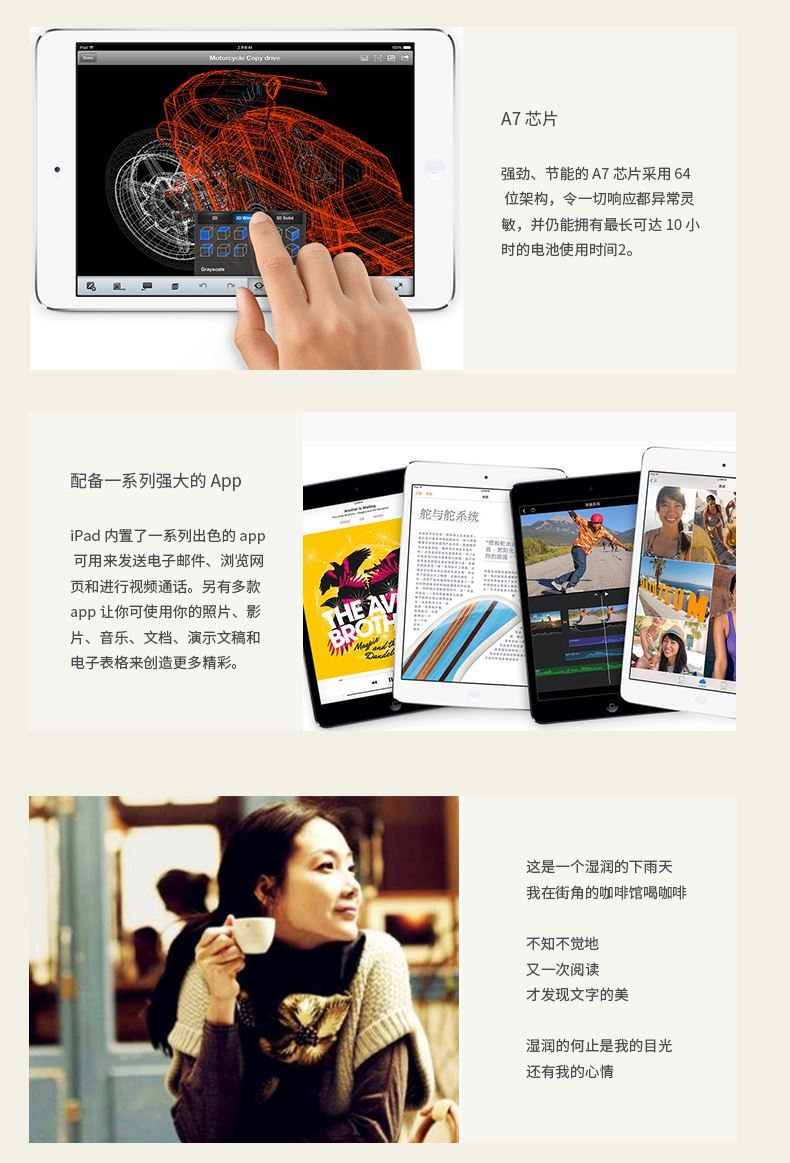 iPad
2:9 9 41
100%
Done
Motorcycle Copy drive
2D
3D Wire
3D Solid
Grayscale
A7 芯片
强劲、节能的 A7 芯片采用 64
位架构，令一切响应都异常灵
敏，并仍能拥有最长可达 10 小
时的电池使用时间2。
配备一系列强大的 App
iPad 内置了一系列出色的 app
可用来发送电子邮件、浏览网
页和进行视频通话。另有多款
app 让你可使用你的照片、影
片、音乐、文档、演示文稿和
电子表格来创造更多精彩。
Another Is Waiting
THE AV
BROTH
Magpie
and the
Dandel
舵与舵系统
这是一个湿润的下雨天
我在街角的咖啡馆喝咖啡
不知不觉地
又一次阅读
才发现文字的美
湿润的何止是我的目光
还有我的心情